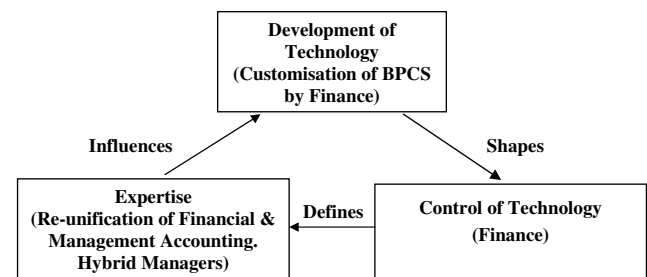 Development of
Technology
(Customisation of BPCS
by Finance)
Influences
Shapes
Expertise
(Re-unification of Financial &
Management Accounting.
Hybrid Managers)
Defines
Control of Technology
(Finance)